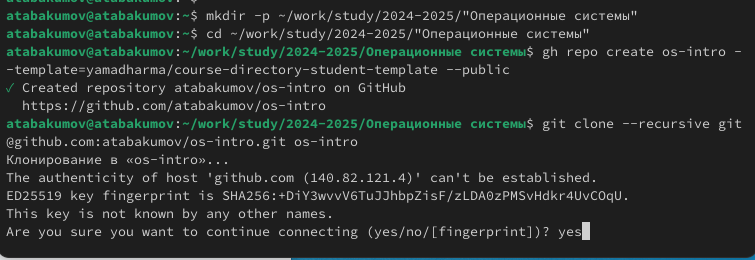 atabakumov@atabakumov:~$ mkdir -p ~/work/study/2024-2025/"Операционные системы"
atabakumov@atabakumov:~$ cd ~/work/study/2024-2025/"Операционные системы"
atabakumov@atabakumov:~/work/study/2024-2025/Операционные системы$ gh repo create os-intro -
-template=yamadharma/course-directory-student-template --public
✓ Created repository atabakumov/os-intro on GitHub
https://github.com/atabakumov/os-intro
atabakumov@atabakumov:~/work/study/2024-2025/Операционные системы$ git clone --recursive git
@github.com:atabakumov/os-intro.git os-intro
Клонирование в «os-intro»...
The authenticity of host 'github.com (140.82.121.4)' can't be established.
ED25519 key fingerprint is SHA256:+DiY3wvvV6TuJJhbpZisF/zLDA0zPMSvHdkr4UvCOqU.
This key is not known by any other names.
Are you sure you want to continue connecting (yes/no/[fingerprint])? yes